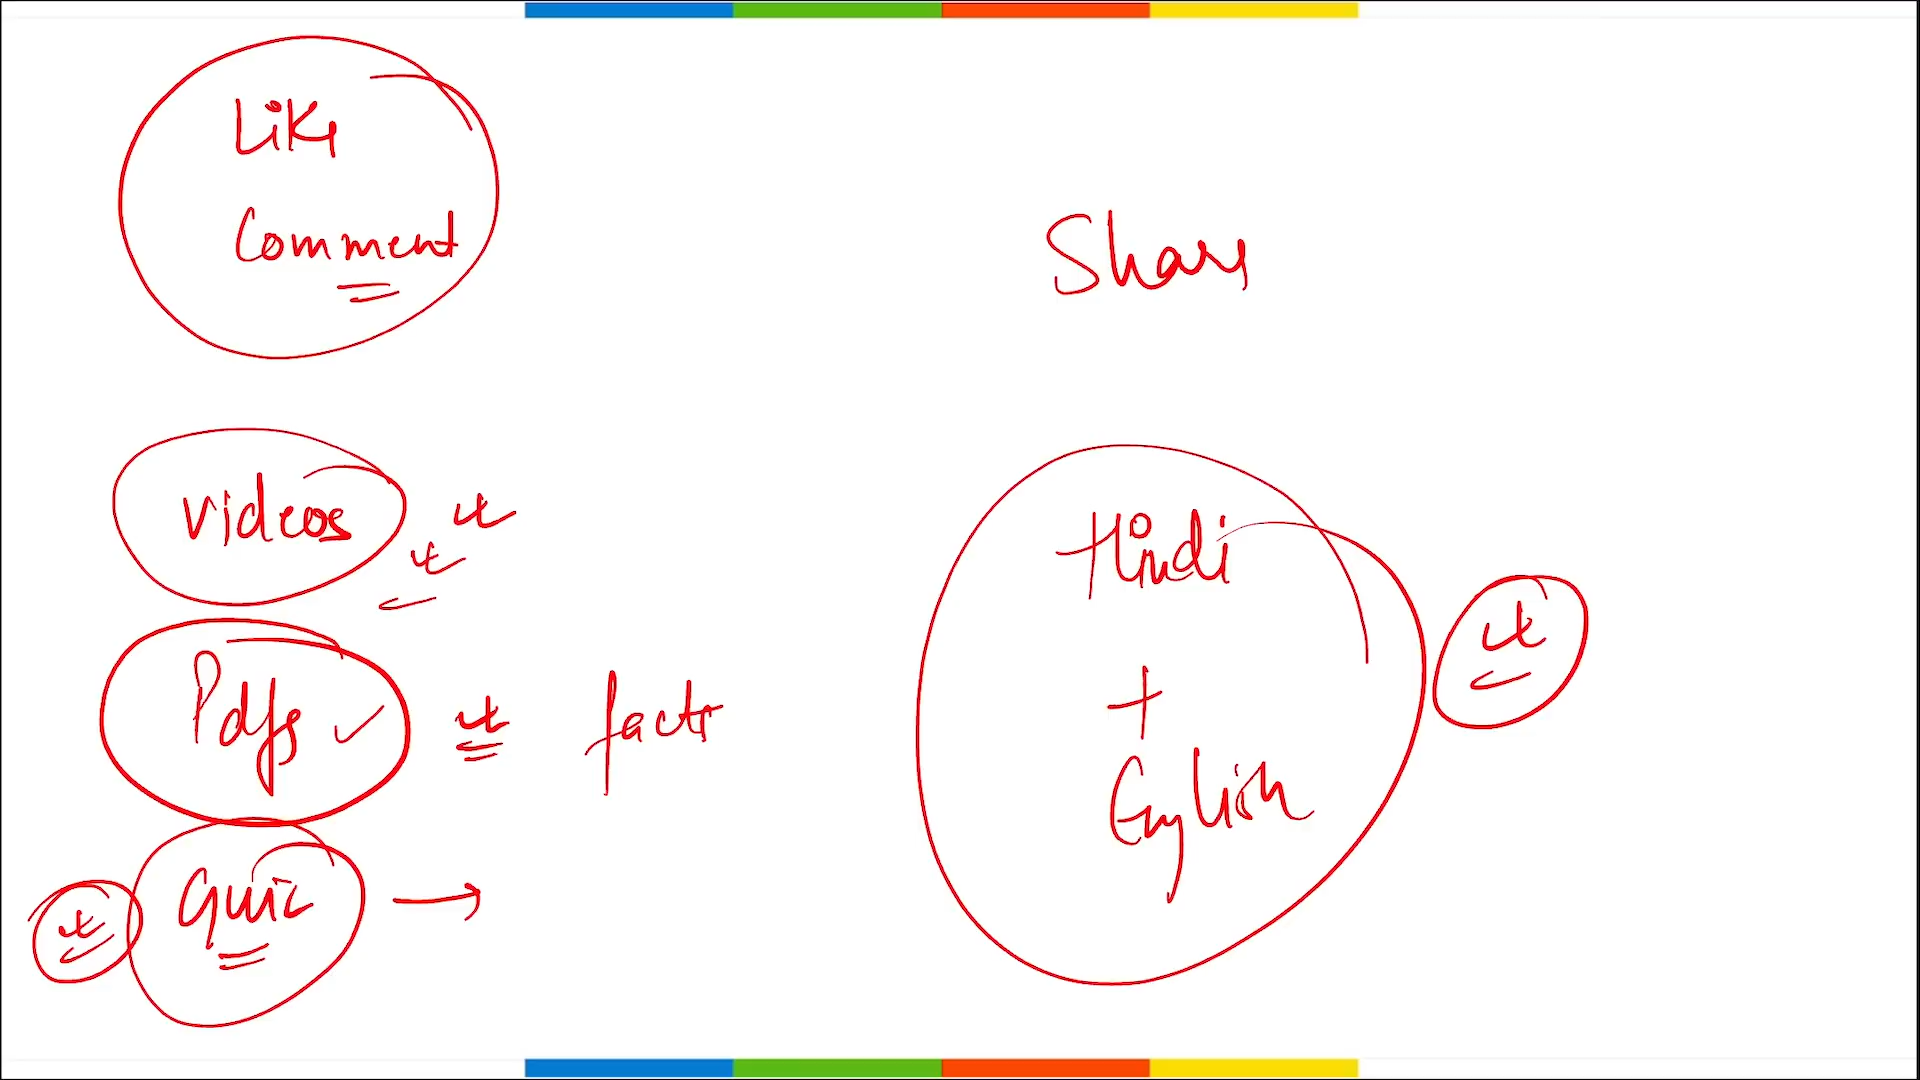 Like
Comment
Share
videos
Pdfs
facts
Hindi
+
English
quiz